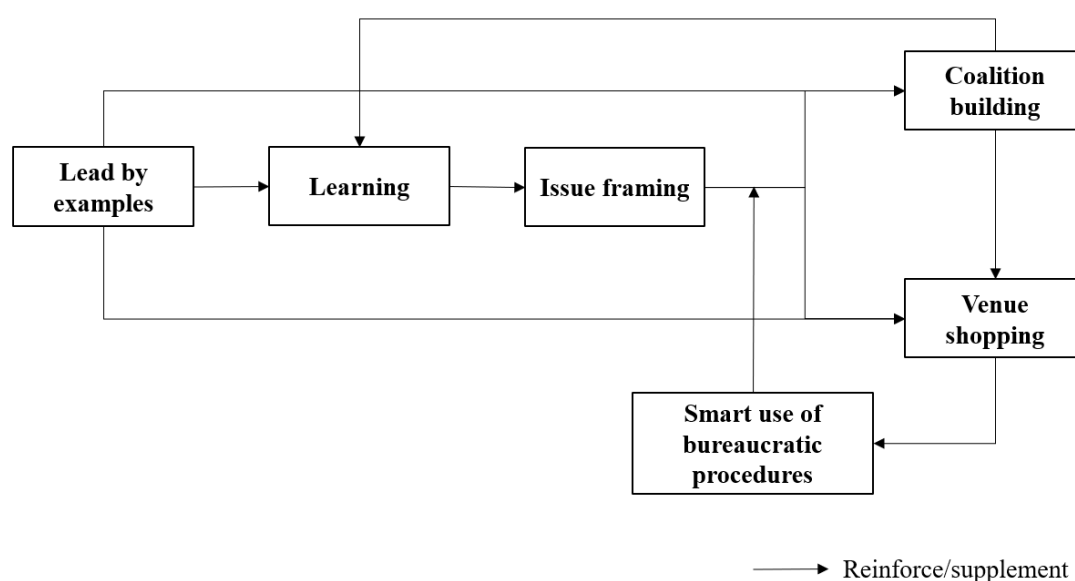 Coalition
building
Lead by
examples
Learning
Issue framing
Venue
shopping
Smart use of
bureaucratic
procedures
Reinforce/supplement